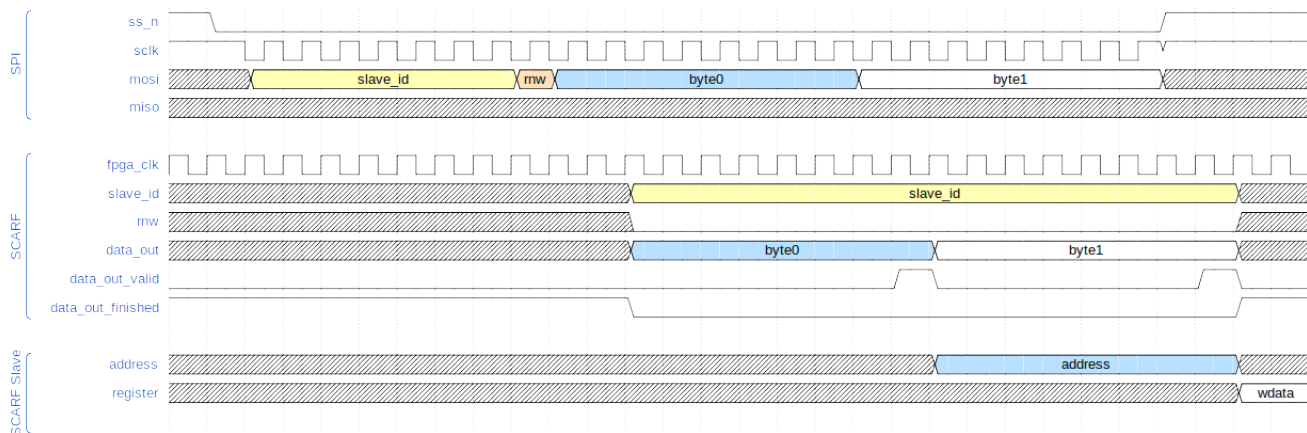 SPI
ss_n
sclk
mosi slave_id rnw byte0 byte1
miso
SCARF
fpga_clk
slave_id slave_id
rnw
data_out byte0 byte1
data_out_valid
data_out_finished
SCARF Slave
address address
register wdata